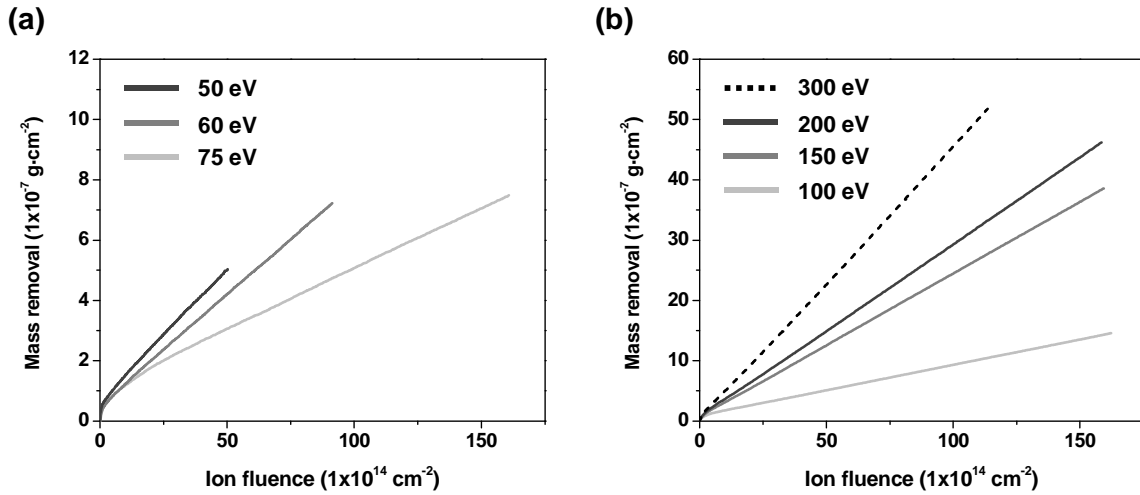 (a)
12
10
8
6
4
2
0
Mass removal (1x10⁻⁷ g·cm⁻²)
50 eV
60 eV
75 eV
0 50 100 150
Ion fluence (1x10¹⁴ cm⁻²)
(b)
60
50
40
30
20
10
0
Mass removal (1x10⁻⁷ g·cm⁻²)
300 eV
200 eV
150 eV
100 eV
0 50 100 150
Ion fluence (1x10¹⁴ cm⁻²)